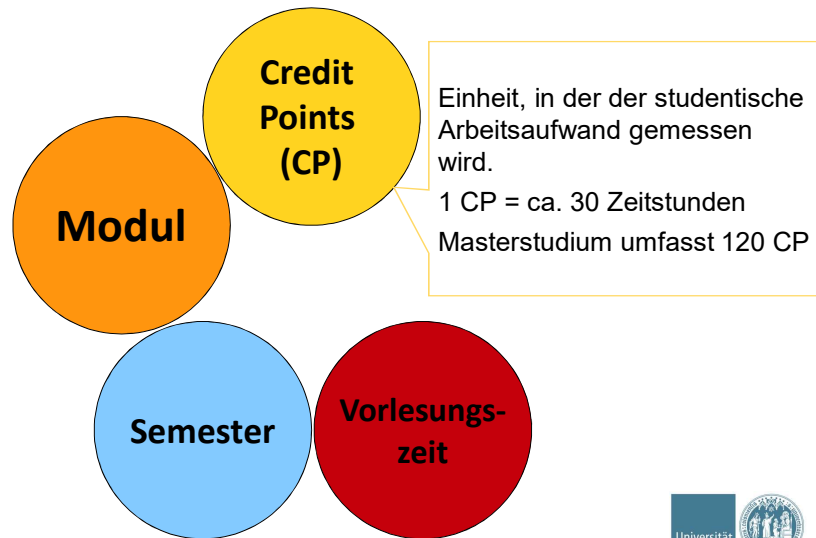 Credit
Points
(CP)
Einheit, in der der studentische
Arbeitsaufwand gemessen
wird.
1 CP = ca. 30 Zeitstunden
Masterstudium umfasst 120 CP
Modul
Semester
Vorlesungs-
zeit
Universität